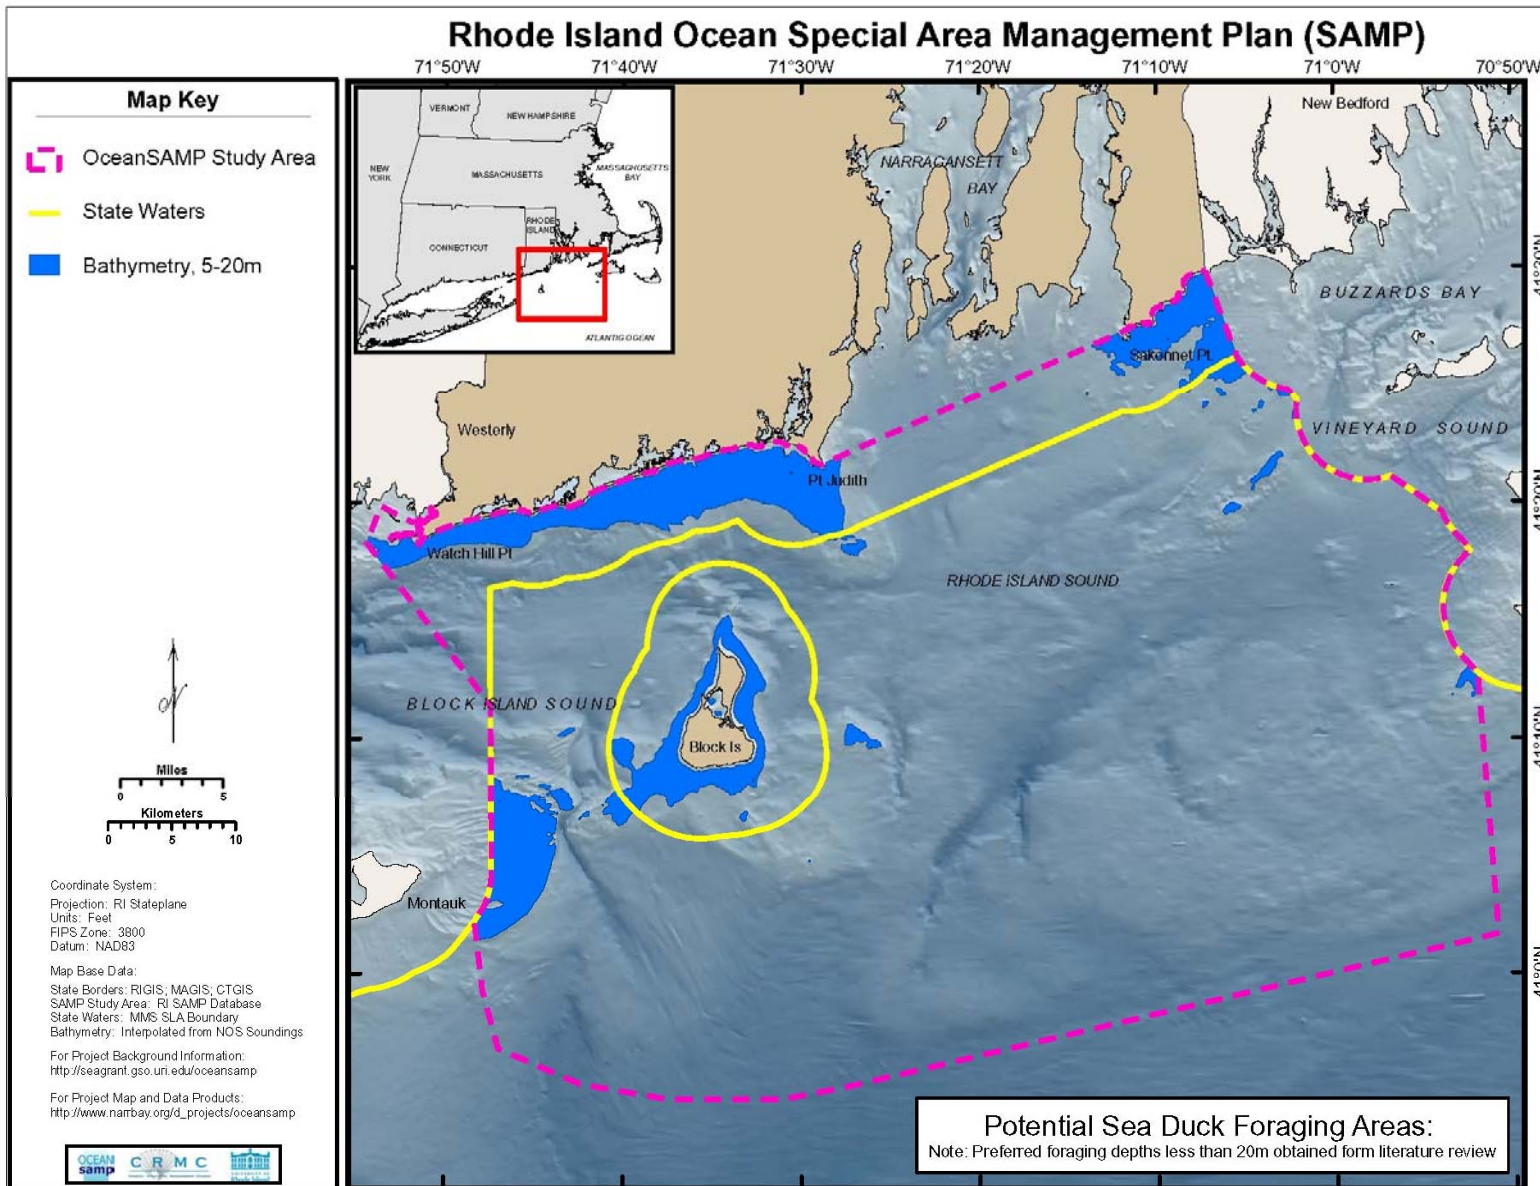 Rhode Island Ocean Special Area Management Plan (SAMP)
71°50'W 71°40'W 71°30'W 71°20'W 71°10'W 71°0'W 70°50'W
Map Key
OceanSAMP Study Area
State Waters
Bathymetry, 5-20m
N
Miles
0 5
Kilometers
0 5 10
Coordinate System:
Projection: RI Stateplane
Units: Feet
FIPS Zone: 3800
Datum: NAD83
Map Base Data:
State Borders: RIGIS; MAGIS; CTGIS
SAMP Study Area: RI SAMP Database
State Waters: MMS SLA Boundary
Bathymetry: Interpolated from NOS Soundings
For Project Background Information:
http://seagrant.gso.uri.edu/oceansamp
For Project Map and Data Products:
http://www.narrbay.org/d_projects/oceansamp
OCEAN
samp
CRMC
VERMONT
NEW HAMPSHIRE
NEW
YORK
MASSACHUSETTS
MASSACHUSETTS
BAY
RHODE
ISLAND
CONNECTICUT
ATLANTIC OCEAN
New Bedford
NARRAGANSETT
BAY
BUZZARDS BAY
Sakonnet Pt.
Westerly
VINEYARD SOUND
Pt Judith
Watch Hill Pt
RHODE ISLAND SOUND
BLOCK ISLAND SOUND
Block Is
Montauk
Potential Sea Duck Foraging Areas:
Note: Preferred foraging depths less than 20m obtained form literature review